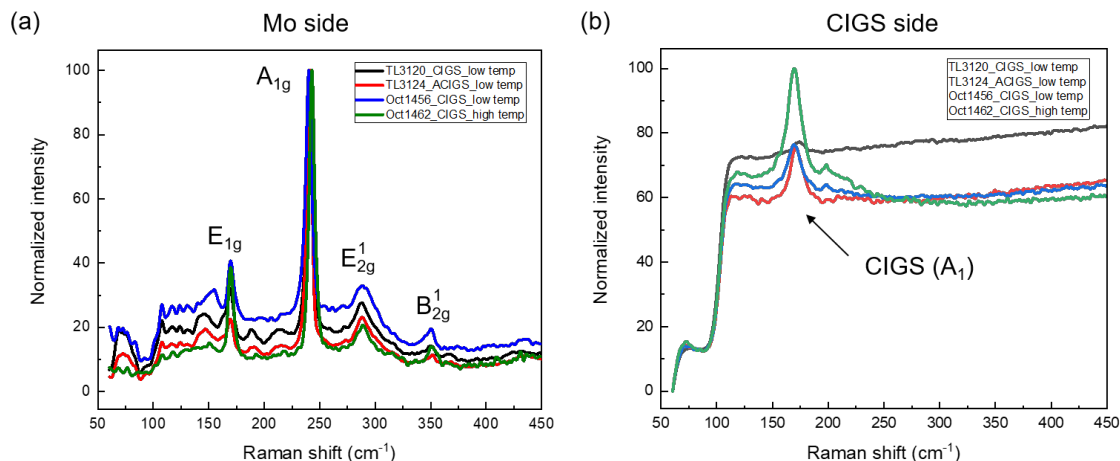 (a)
Mo side
Normalized intensity
100
80
60
40
20
0
50
100
150
200
250
300
350
400
450
Raman shift (cm⁻¹)
A₁g
E₁g
E¹₂g
B¹₂g
TL3120_CIGS_low temp
TL3124_ACIGS_low temp
Oct1456_CIGS_low temp
Oct1462_CIGS_high temp
(b)
CIGS side
Normalized intensity
100
80
60
40
20
0
50
100
150
200
250
300
350
400
450
Raman shift (cm⁻¹)
TL3120_CIGS_low temp
TL3124_ACIGS_low temp
Oct1456_CIGS_low temp
Oct1462_CIGS_high temp
CIGS (A₁)